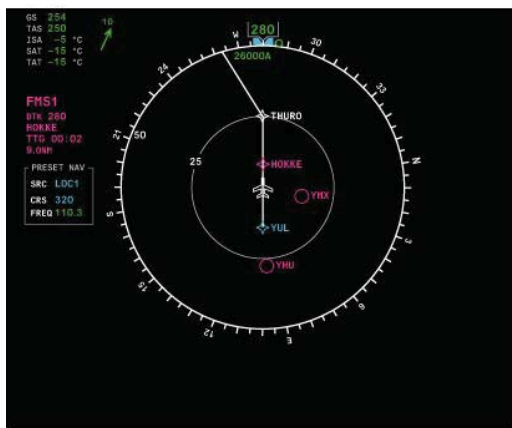 GS 254
TAS 250
ISA -5 °C
SAT -15 °C
TAT -15 °C
10
280
26000A
FMS1
DTK 280
HOKKE
TTG 00:02
9.0NM
PRESET NAV
SRC LOC1
CRS 320
FREQ 110.3
W
30
33
N
3
6
E
12
15
S
21
24
50
25
THURO
HOKKE
YMX
YUL
YHU